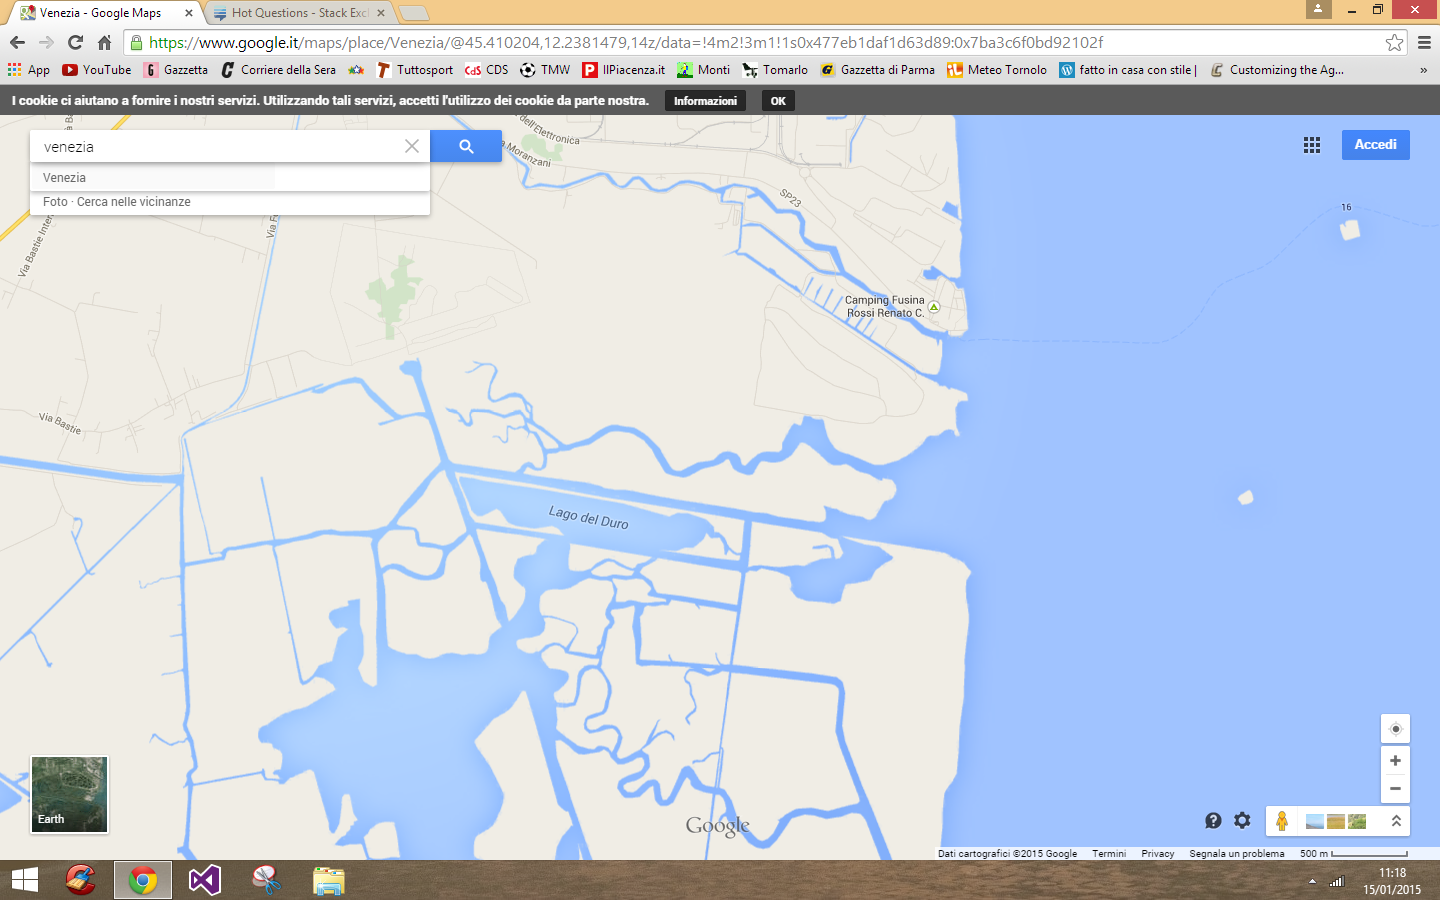 Venezia - Google Maps
Hot Questions - Stack Exc
https://www.google.it/maps/place/Venezia/@45.410204,12.2381479,14z/data=!4m2!3m1!1s0x477eb1daf1d63d89:0x7ba3c6f0bd92102f
App YouTube Gazzetta Corriere della Sera Tuttosport CDS TMW IlPiacenza.it Monti Tomarlo Gazzetta di Parma Meteo Tornolo fatto in casa con stile | Customizing the Ag... »
I cookie ci aiutano a fornire i nostri servizi. Utilizzando tali servizi, accetti l'utilizzo dei cookie da parte nostra. Informazioni OK
venezia
Accedi
Venezia
Foto · Cerca nelle vicinanze
dell'Elettronica
Moranzani
SP23
16
Via Bastie Inter
Via Fu
Camping Fusina
Rossi Renato C.
Via Bastie
Lago del Duro
Earth
Google
Dati cartografici ©2015 Google Termini Privacy Segnala un problema 500 m
11:18
15/01/2015